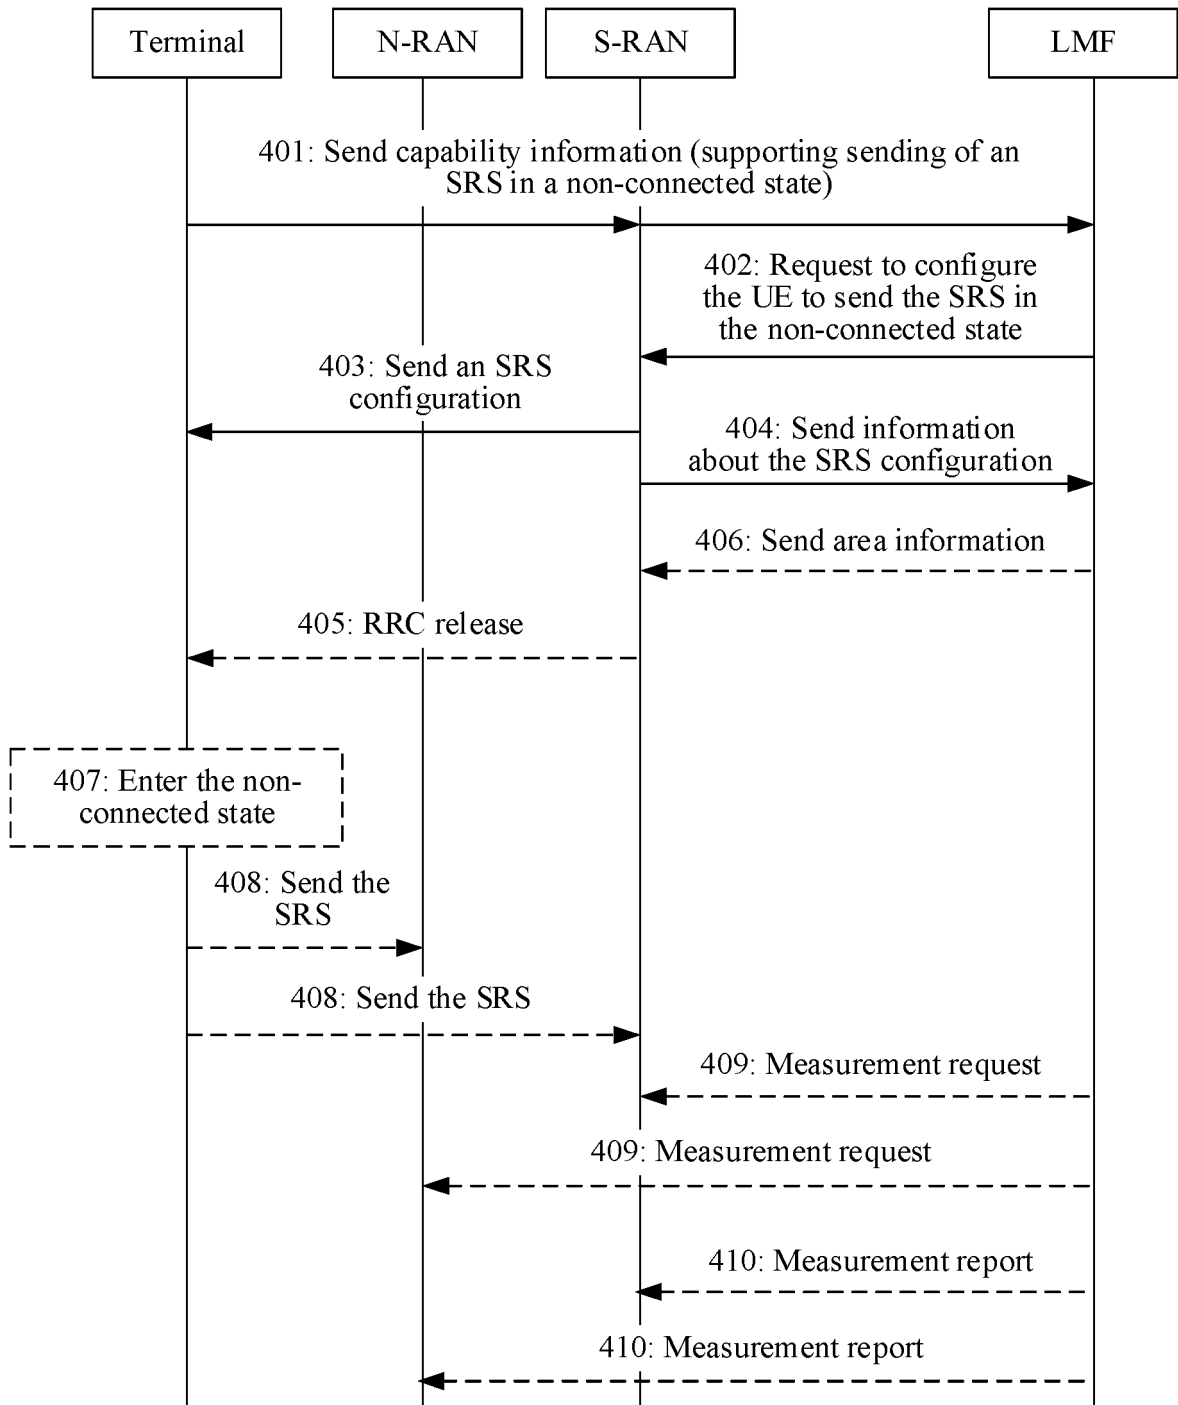 Terminal
N-RAN
S-RAN
LMF
401: Send capability information (supporting sending of an
SRS in a non-connected state)
402: Request to configure
the UE to send the SRS in
the non-connected state
403: Send an SRS
configuration
404: Send information
about the SRS configuration
406: Send area information
405: RRC release
407: Enter the non-
connected state
408: Send the
SRS
408: Send the SRS
409: Measurement request
409: Measurement request
410: Measurement report
410: Measurement report